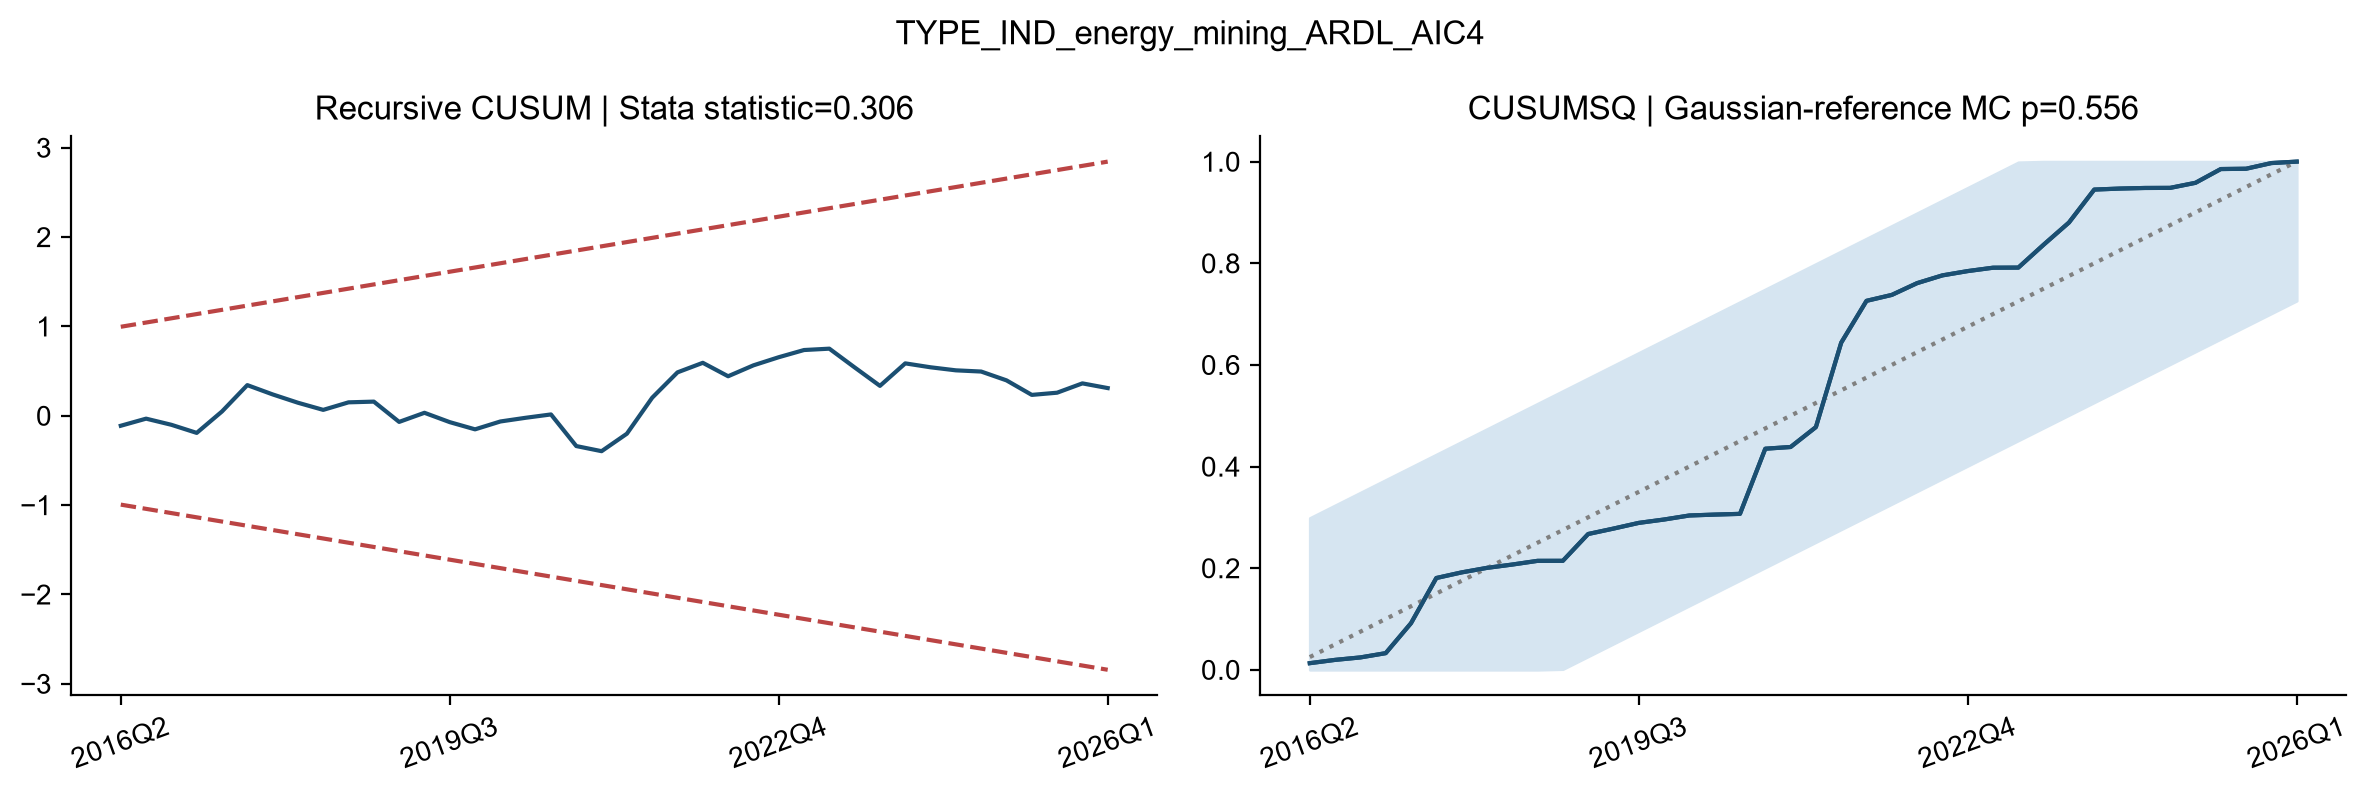 TYPE_IND_energy_mining_ARDL_AIC4
Recursive CUSUM | Stata statistic=0.306
3
2
1
0
−1
−2
−3
2016Q2
2019Q3
2022Q4
2026Q1
CUSUMSQ | Gaussian-reference MC p=0.556
1.0
0.8
0.6
0.4
0.2
0.0
2016Q2
2019Q3
2022Q4
2026Q1